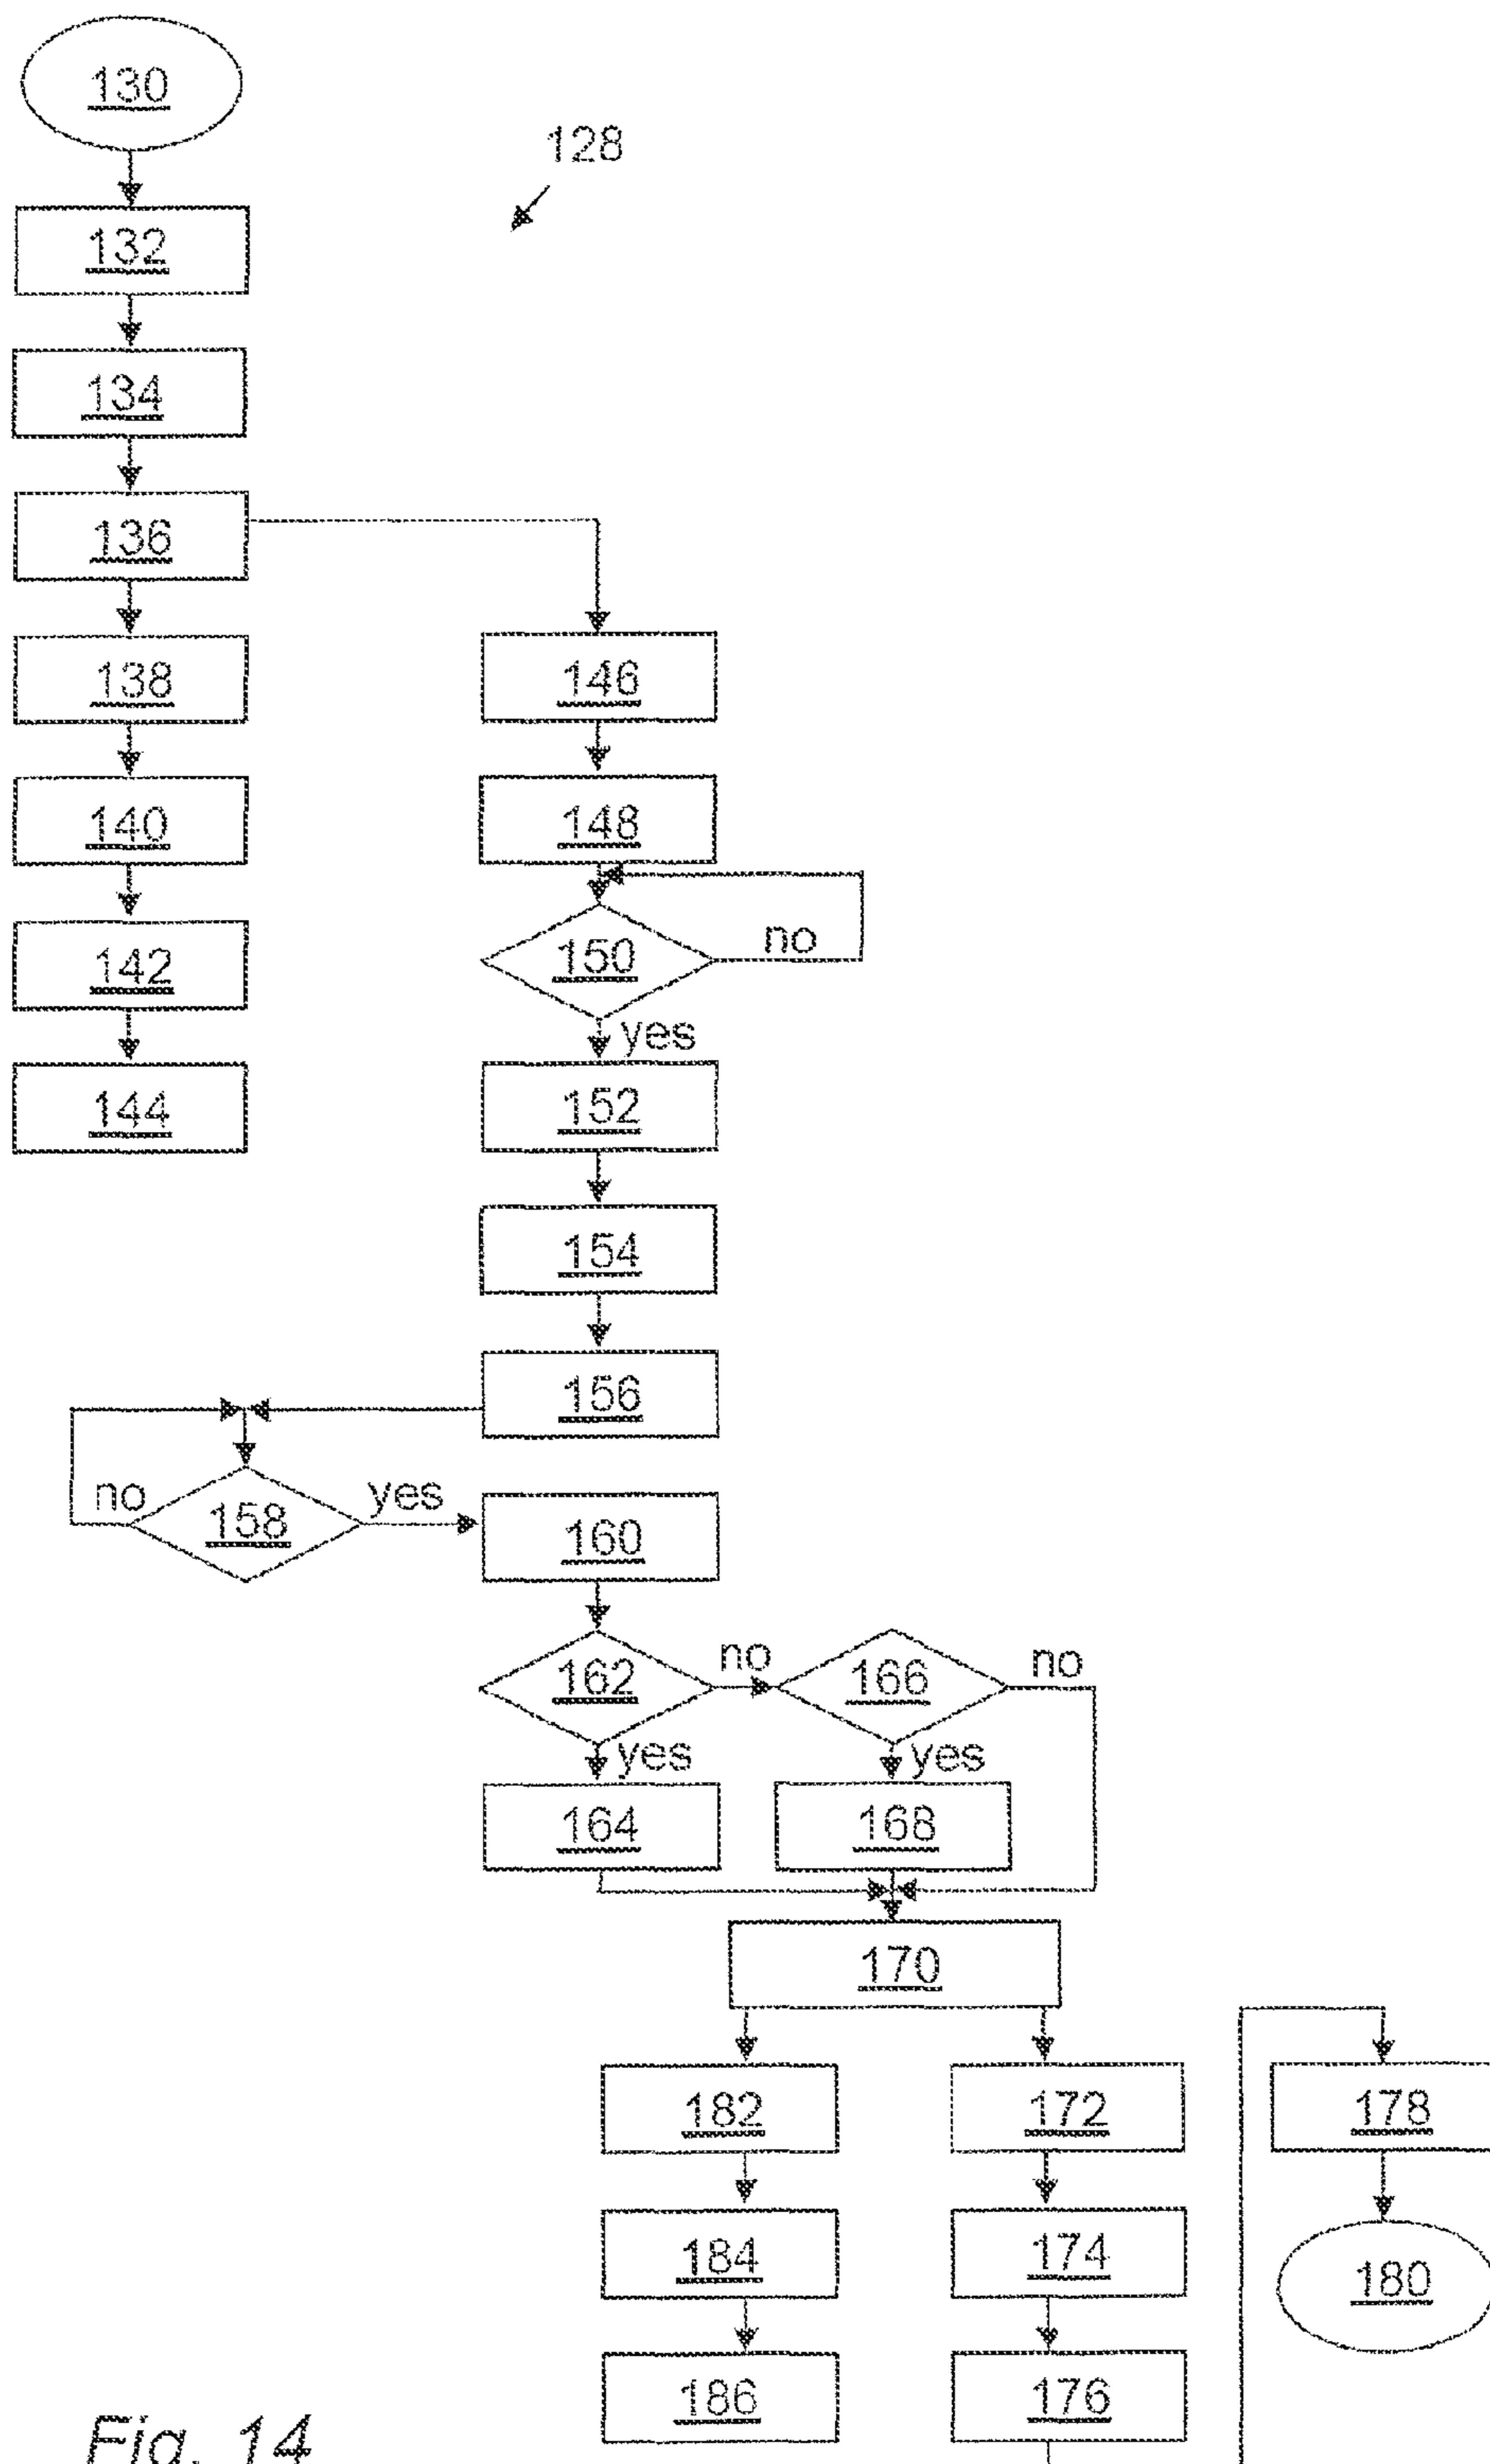 130
128
132
134
136
138
146
140
148
142
150 no
yes
144
152
154
156
no 158 yes
160
162 no 166 no
yes yes
164 168
170
182 172 178
184 174 180
186 176
Fig. 14